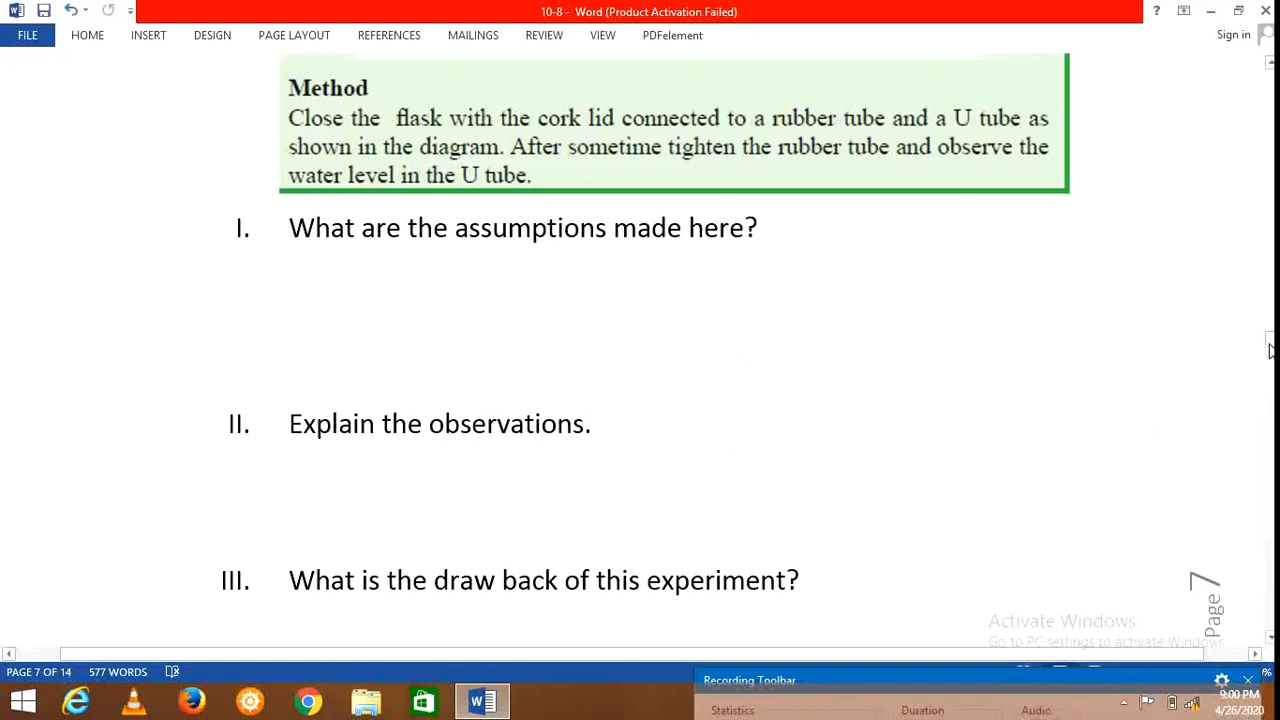 10-8 - Word (Product Activation Failed)
?
FILE HOME INSERT DESIGN PAGE LAYOUT REFERENCES MAILINGS REVIEW VIEW PDFelement Sign in
Method
Close the flask with the cork lid connected to a rubber tube and a U tube as
shown in the diagram. After sometime tighten the rubber tube and observe the
water level in the U tube.
I. What are the assumptions made here?
II. Explain the observations.
III. What is the draw back of this experiment?
Page 7
Activate Windows
Go to PC settings to activate Windows
PAGE 7 OF 14 577 WORDS
Recording Toolbar
Statistics Duration Audio
9:00 PM
4/26/2020